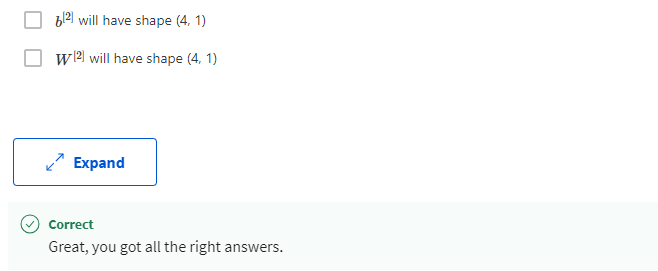 b[2] will have shape (4, 1)
W[2] will have shape (4, 1)
Expand
Correct
Great, you got all the right answers.